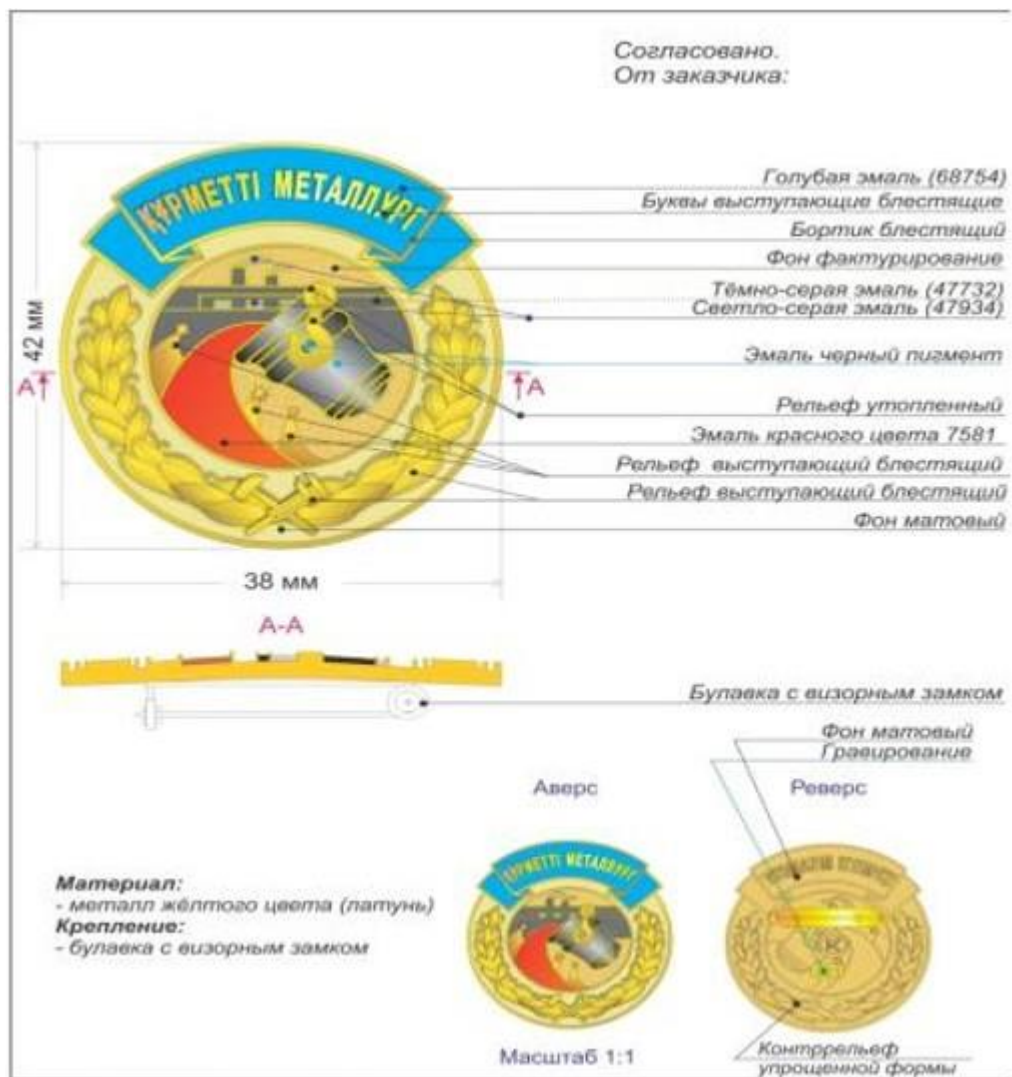 Согласовано.
От заказчика:
ҚҰРМЕТТІ МЕТАЛЛУРГ
Голубая эмаль (68754)
Буквы выступающие блестящие
Бортик блестящий
Фон фактурирование
Тёмно-серая эмаль (47732)
Светло-серая эмаль (47934)
Эмаль черный пигмент
Рельеф утопленный
Эмаль красного цвета 7581
Рельеф выступающий блестящий
Рельеф выступающий блестящий
Фон матовый
42 мм
А
А
38 мм
А-А
Булавка с визорным замком
Фон матовый
Гравирование
Аверс
Реверс
ҚҰРМЕТТІ МЕТАЛЛУРГ
Материал:
- металл жёлтого цвета (латунь)
Крепление:
- булавка с визорным замком
Масштаб 1:1
Контррельеф
упрощенной формы